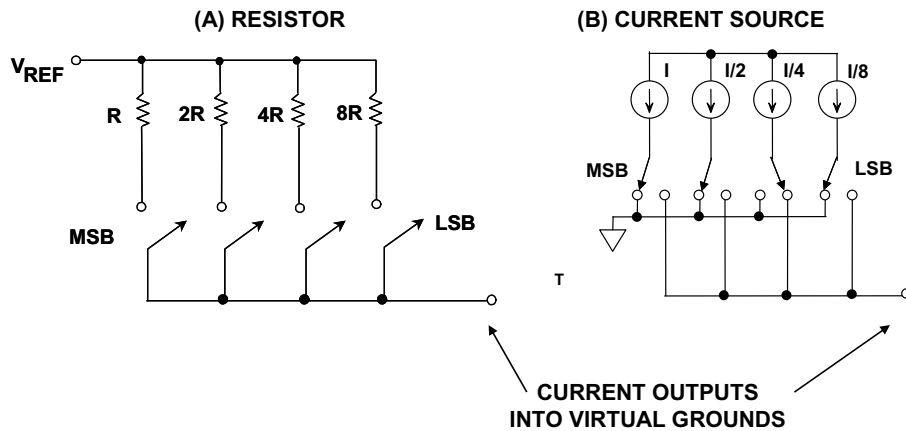 (A) RESISTOR
(B) CURRENT SOURCE
VREF
R
2R
4R
8R
MSB
LSB
I
I/2
I/4
I/8
MSB
LSB
T
CURRENT OUTPUTS
INTO VIRTUAL GROUNDS